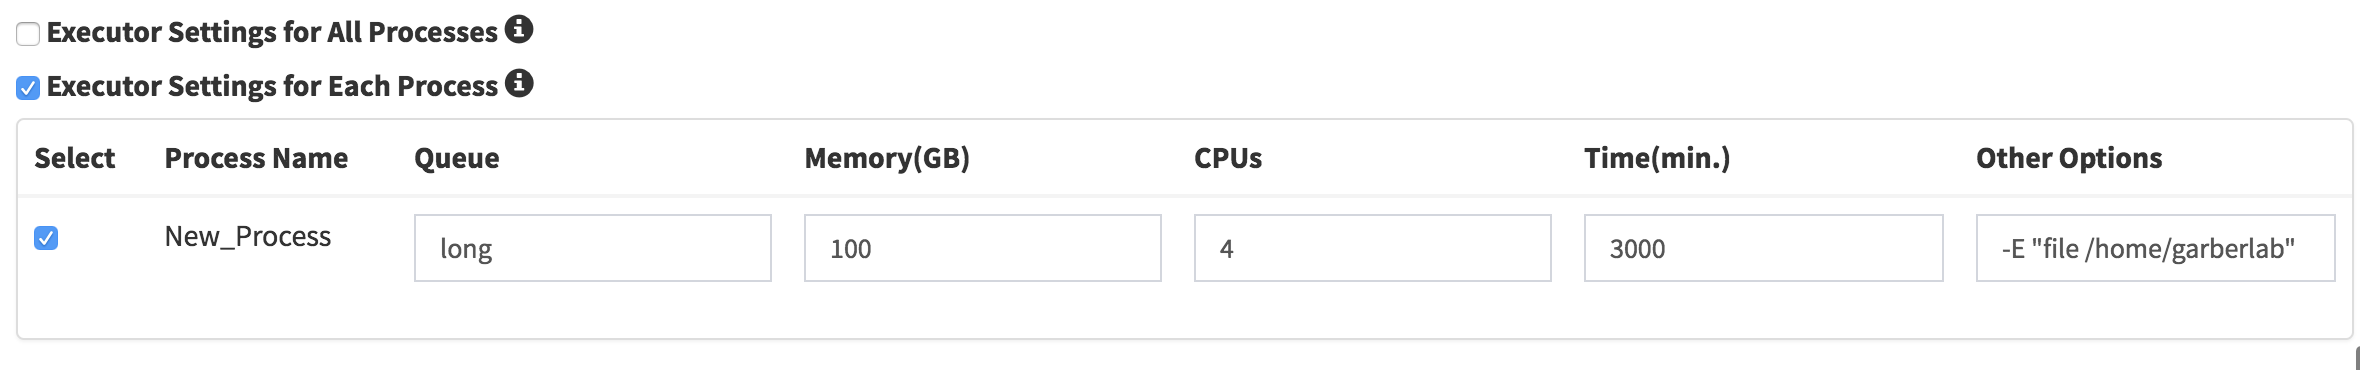 Executor Settings for All Processes
Executor Settings for Each Process
Select Process Name Queue Memory(GB) CPUs Time(min.) Other Options
New_Process long 100 4 3000 -E "file /home/garberlab"